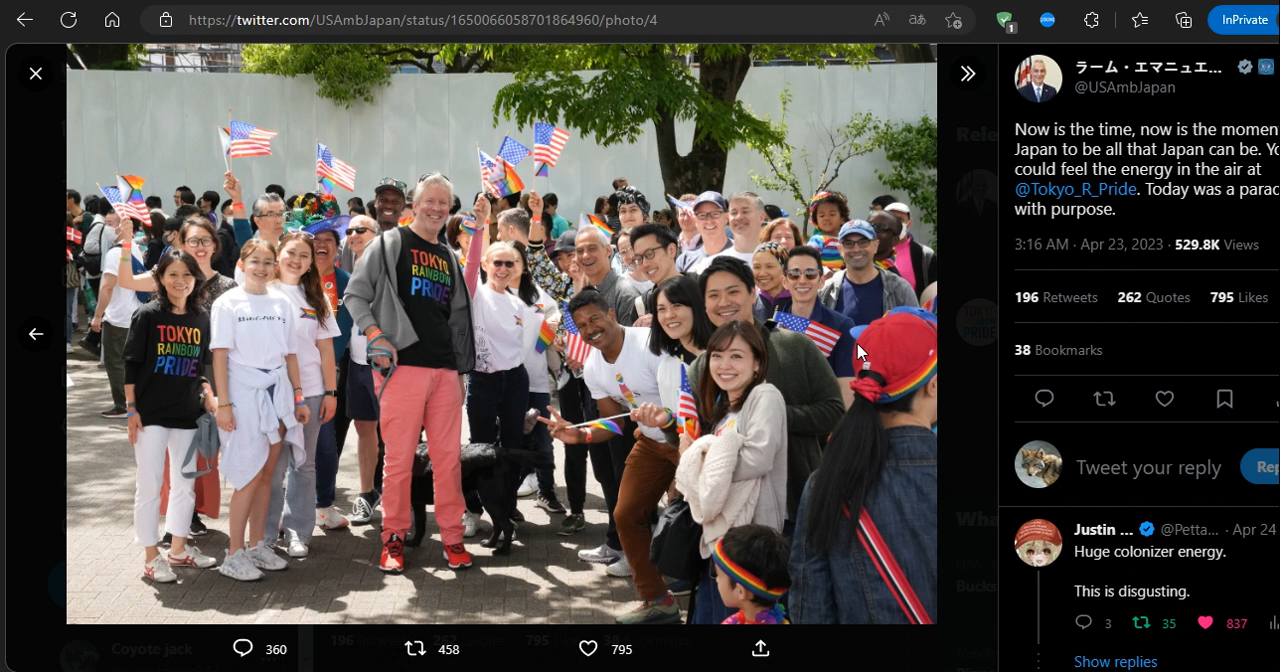 https://twitter.com/USAmbJapan/status/1650066058701864960/photo/4
1
InPrivate
TOKYO
RAINBOW
PRIDE
TOKYO
RAINBOW
PRIDE
360
458
795
ラーム・エマニュエ...
@USAmbJapan
Now is the time, now is the momen
Japan to be all that Japan can be. Yo
could feel the energy in the air at
@Tokyo_R_Pride. Today was a parad
with purpose.
3:16 AM · Apr 23, 2023 · 529.8K Views
196 Retweets 262 Quotes 795 Likes
38 Bookmarks
Tweet your reply
Rep
Justin ... @Petta... · Apr 24
Huge colonizer energy.
This is disgusting.
3 35 837
Show replies
Coyote jack